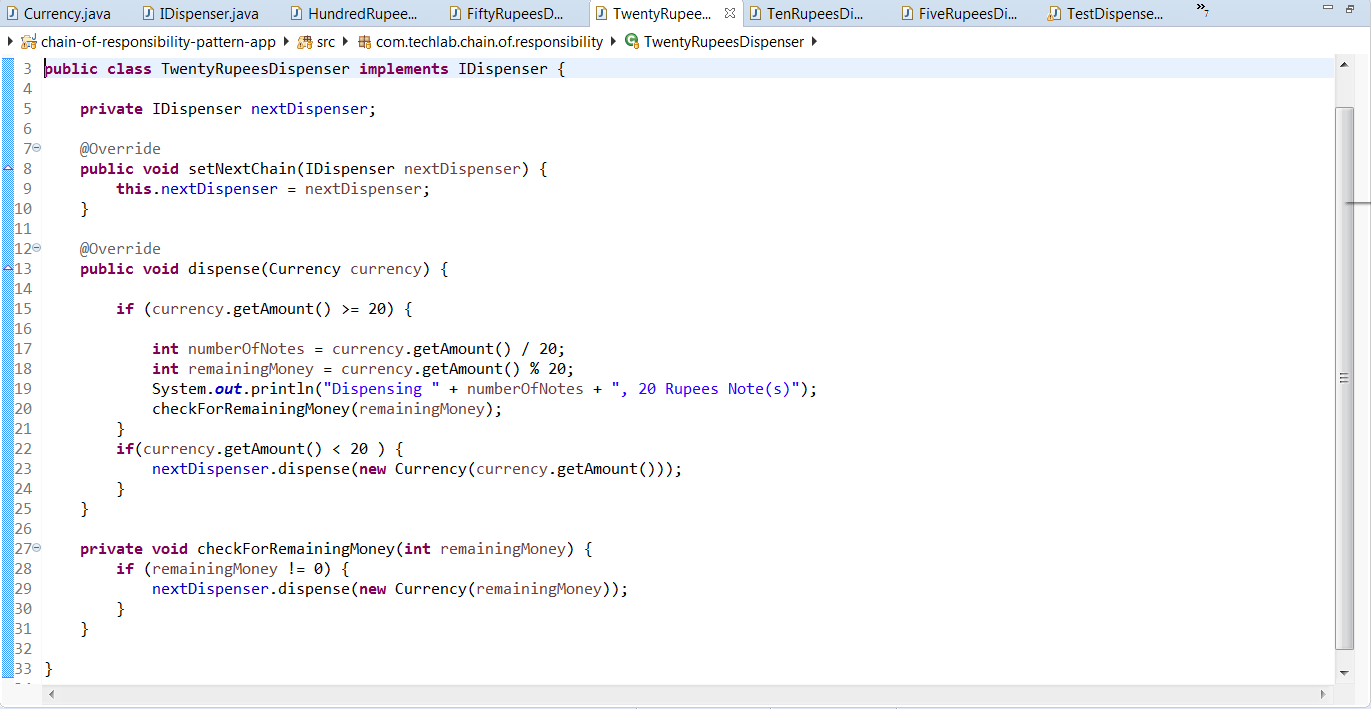 Currency.java IDispenser.java HundredRupee... FiftyRupeesD... TwentyRupee... TenRupeesDi... FiveRupeesDi... TestDispense... »7
chain-of-responsibility-pattern-app src com.techlab.chain.of.responsibility TwentyRupeesDispenser
3 public class TwentyRupeesDispenser implements IDispenser {
4
5 private IDispenser nextDispenser;
6
7 @Override
8 public void setNextChain(IDispenser nextDispenser) {
9 this.nextDispenser = nextDispenser;
10 }
11
12 @Override
13 public void dispense(Currency currency) {
14
15 if (currency.getAmount() >= 20) {
16
17 int numberOfNotes = currency.getAmount() / 20;
18 int remainingMoney = currency.getAmount() % 20;
19 System.out.println("Dispensing " + numberOfNotes + ", 20 Rupees Note(s)");
20 checkForRemainingMoney(remainingMoney);
21 }
22 if(currency.getAmount() < 20 ) {
23 nextDispenser.dispense(new Currency(currency.getAmount()));
24 }
25 }
26
27 private void checkForRemainingMoney(int remainingMoney) {
28 if (remainingMoney != 0) {
29 nextDispenser.dispense(new Currency(remainingMoney));
30 }
31 }
32
33 }